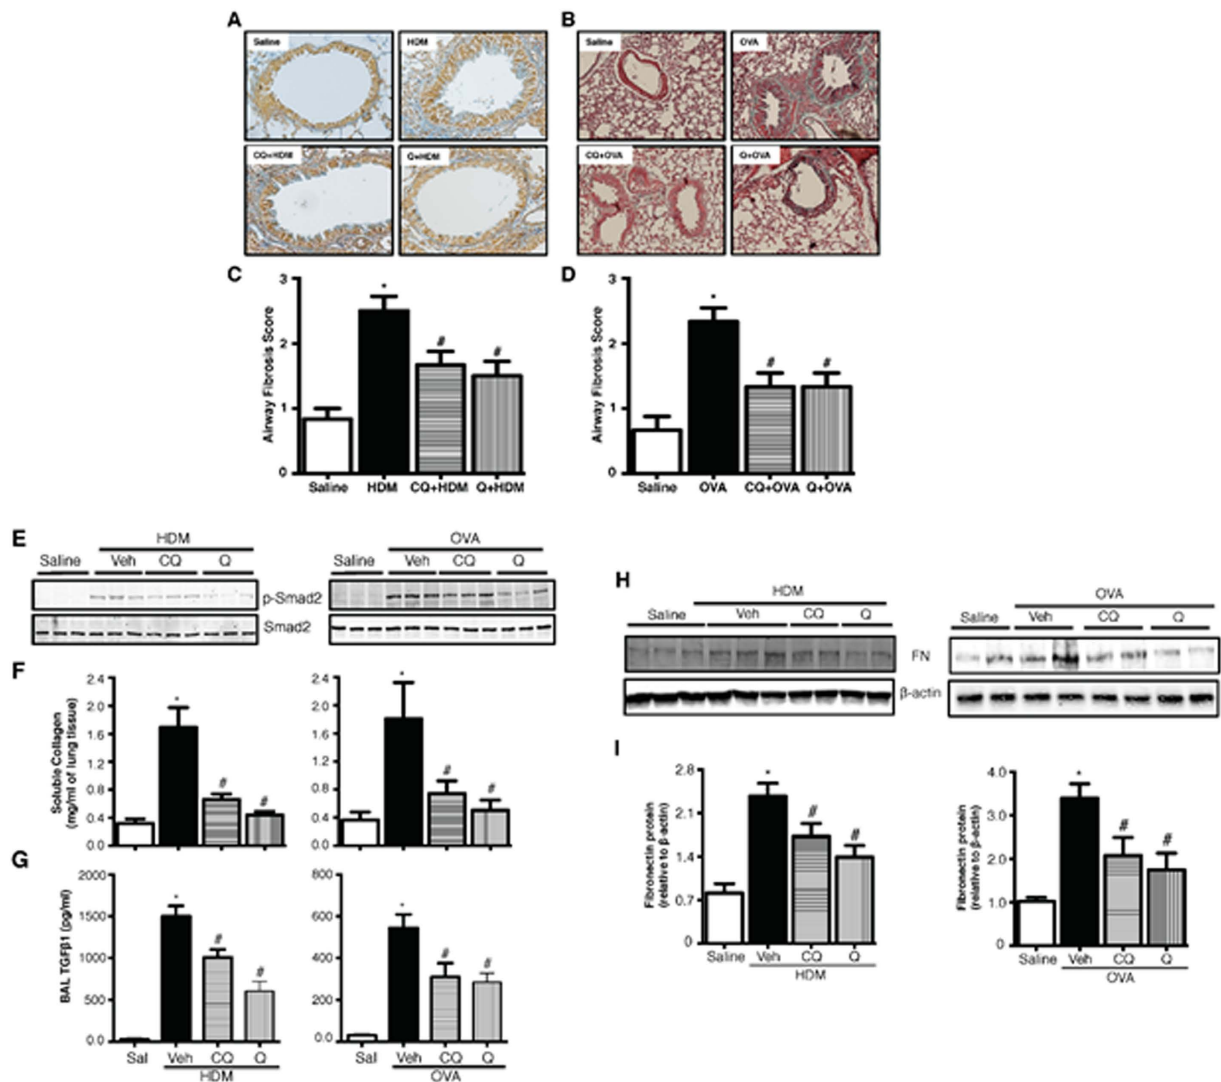 A
Saline
HDM
CQ+HDM
Q+HDM
B
Saline
OVA
CQ+OVA
Q+OVA
C
Airway Fibrosis Score
3
2
1
0
*
#
#
Saline HDM CQ+HDM Q+HDM
D
Airway Fibrosis Score
3
2
1
0
*
#
#
Saline OVA CQ+OVA Q+OVA
E
HDM
Saline Veh CQ Q
OVA
Saline Veh CQ Q
p-Smad2
Smad2
F
Soluble Collagen
(mg/ml of lung tissue)
2.4
2.0
1.6
1.2
0.8
0.4
0.0
*
#
#
2.4
2.0
1.6
1.2
0.8
0.4
0.0
*
#
#
G
BAL TGFβ1 (pg/ml)
2000
1500
1000
500
0.0
*
#
#
Sal Veh CQ Q
HDM
800
600
400
200
0.0
*
#
#
Sal Veh CQ Q
OVA
H
HDM
Saline Veh CQ Q
OVA
Saline Veh CQ Q
FN
β-actin
I
Fibronectin protein
(relative to β-actin)
2.8
2.1
1.4
0.7
0
*
#
#
Saline Veh CQ Q
HDM
Fibronectin protein
(relative to β-actin)
4.0
3.0
2.0
1.0
0
*
#
#
Saline Veh CQ Q
OVA